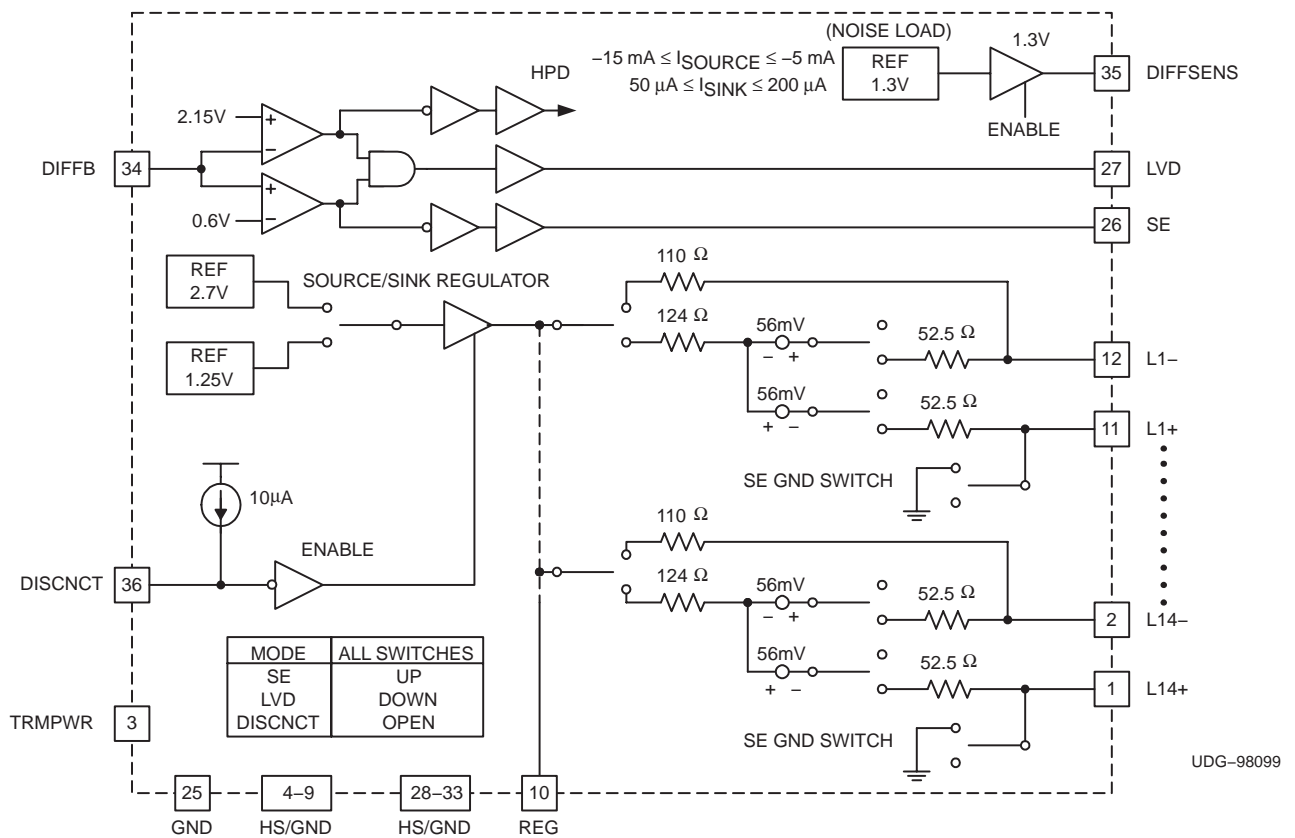 (NOISE LOAD)
–15 mA ≤ ISOURCE ≤ –5 mA
50 μA ≤ ISINK ≤ 200 μA
REF
1.3V
1.3V
35
DIFFSENS
ENABLE
HPD
2.15V
+
–
DIFFB
34
+
–
0.6V
27
LVD
26
SE
REF
2.7V
SOURCE/SINK REGULATOR
REF
1.25V
110 Ω
124 Ω
56mV
– +
52.5 Ω
12
L1–
56mV
+ –
52.5 Ω
11
L1+
SE GND SWITCH
10μA
ENABLE
DISCNCT
36
110 Ω
124 Ω
56mV
– +
52.5 Ω
2
L14–
56mV
+ –
52.5 Ω
1
L14+
SE GND SWITCH
MODE ALL SWITCHES
SE UP
LVD DOWN
DISCNCT OPEN
TRMPWR
3
UDG–98099
25
4–9
28–33
10
GND
HS/GND
HS/GND
REG